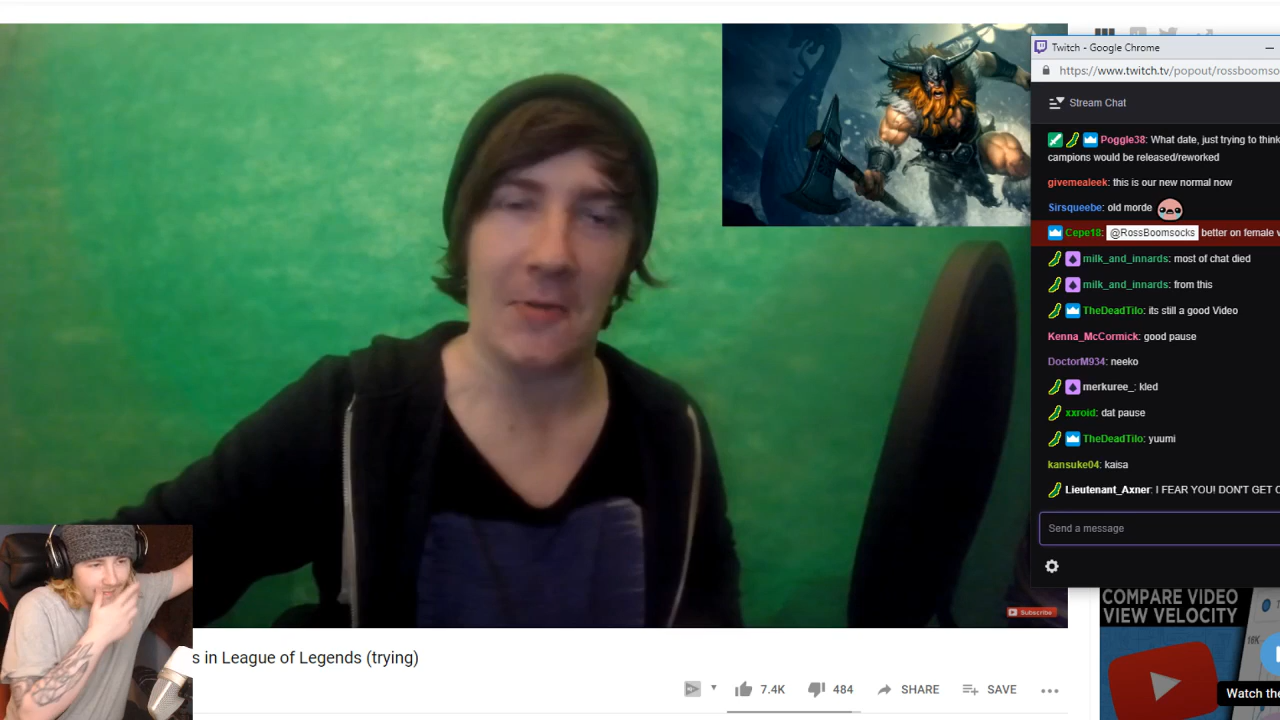 Twitch - Google Chrome
https://www.twitch.tv/popout/rossboomso
Stream Chat
Poggle38: What date, just trying to think
campions would be released/reworked
givemealeek: this is our new normal now
Sirsqueebe: old morde
Cepe18: @RossBoomsocks better on female v
milk_and_innards: most of chat died
milk_and_innards: from this
TheDeadTilo: its still a good Video
Kenna_McCormick: good pause
DoctorM934: neeko
merkuree_: kled
xxroid: dat pause
TheDeadTilo: yuumi
kansuke04: kaisa
Lieutenant_Axner: I FEAR YOU! DON'T GET C
Send a message
Subscribe
s in League of Legends (trying)
7.4K 484 SHARE SAVE
COMPARE VIDEO
VIEW VELOCITY
16K
Watch the